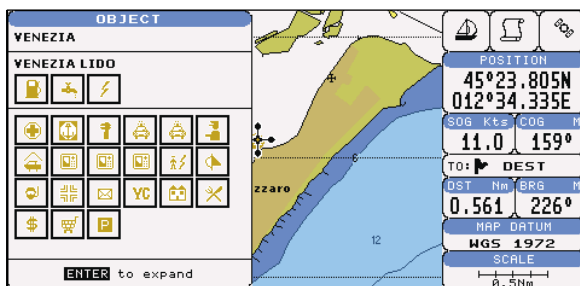 OBJECT
VENEZIA
VENEZIA LIDO
YC
$
P
ENTER to expand
zzaro
6
12
POSITION
45°23.805N
012°34.335E
SOG Kts COG M
11.0 159°
TO: DEST
DST Nm BRG M
0.561 226°
MAP DATUM
WGS 1972
SCALE
0.5Nm